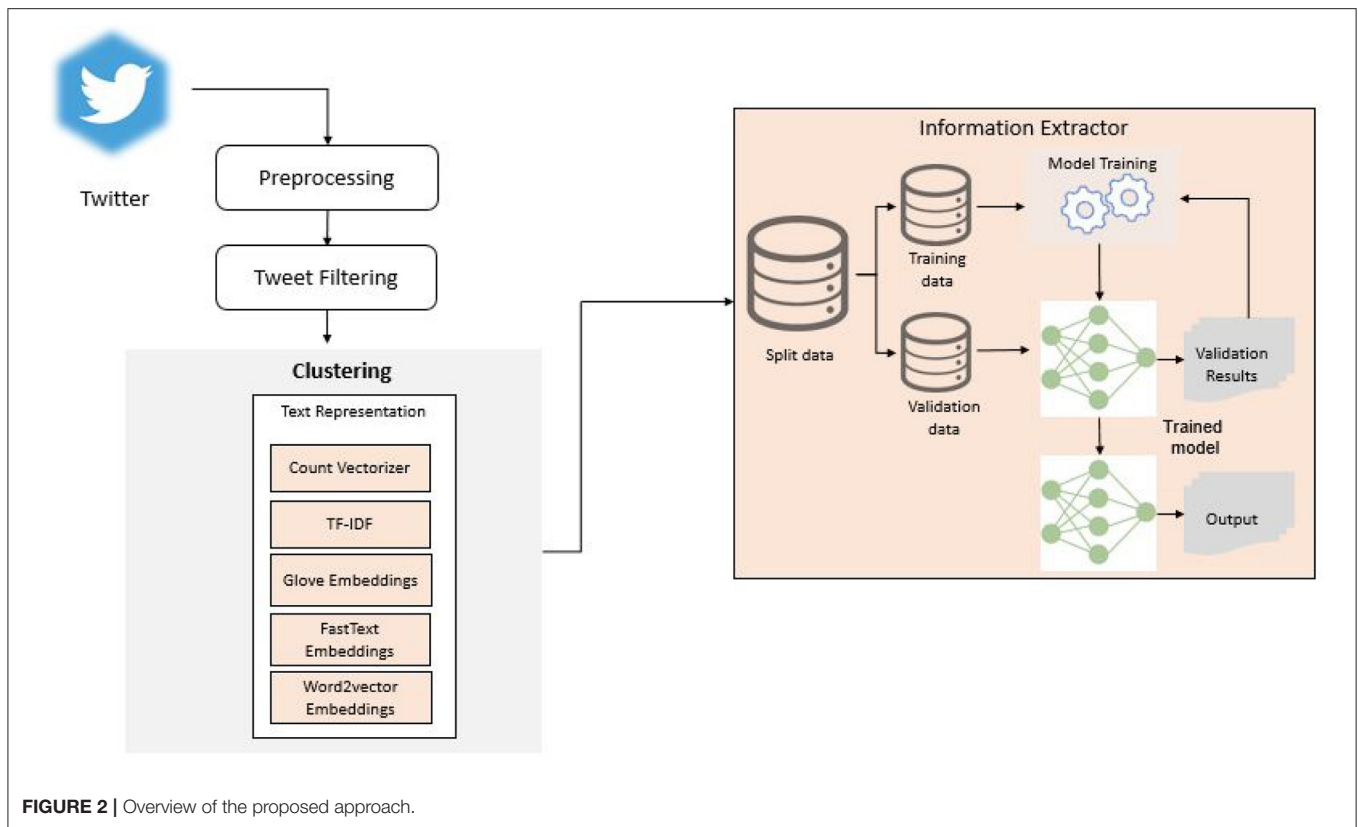 Twitter
Preprocessing
Tweet Filtering
Clustering
Text Representation
Count Vectorizer
TF-IDF
Glove Embeddings
FastText
Embeddings
Word2vector
Embeddings
Information Extractor
Model Training
Training
data
Split data
Validation
data
Validation
Results
Trained
model
Output
FIGURE 2 | Overview of the proposed approach.